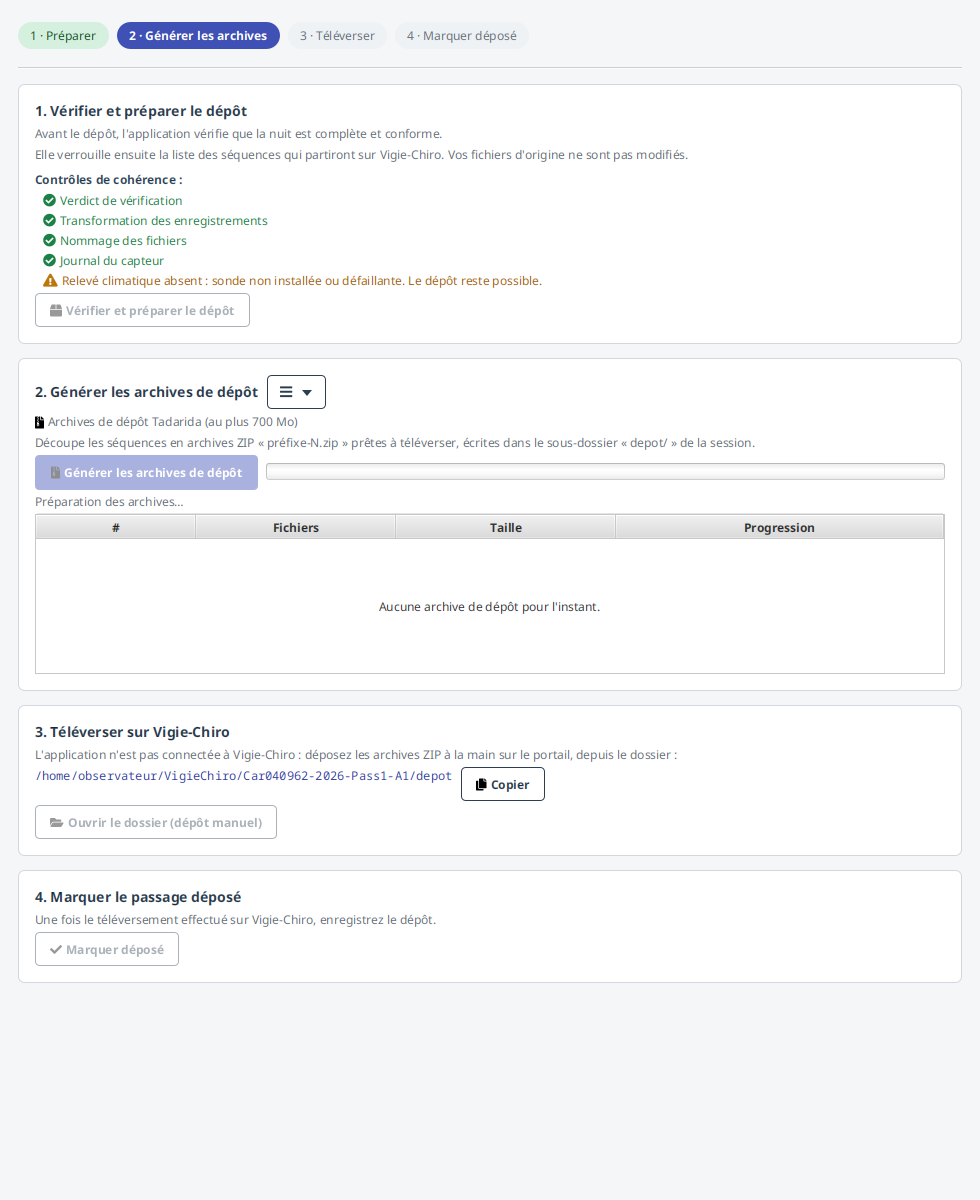 1 · Préparer
2 · Générer les archives
3 · Téléverser
4 · Marquer déposé
1. Vérifier et préparer le dépôt
Avant le dépôt, l'application vérifie que la nuit est complète et conforme.
Elle verrouille ensuite la liste des séquences qui partiront sur Vigie-Chiro. Vos fichiers d'origine ne sont pas modifiés.
Contrôles de cohérence :
Verdict de vérification
Transformation des enregistrements
Nommage des fichiers
Journal du capteur
Relevé climatique absent : sonde non installée ou défaillante. Le dépôt reste possible.
Vérifier et préparer le dépôt
2. Générer les archives de dépôt
Archives de dépôt Tadarida (au plus 700 Mo)
Découpe les séquences en archives ZIP « préfixe-N.zip » prêtes à téléverser, écrites dans le sous-dossier « depot/ » de la session.
Générer les archives de dépôt
Préparation des archives…
# Fichiers Taille Progression
Aucune archive de dépôt pour l'instant.
3. Téléverser sur Vigie-Chiro
L'application n'est pas connectée à Vigie-Chiro : déposez les archives ZIP à la main sur le portail, depuis le dossier :
/home/observateur/VigieChiro/Car040962-2026-Pass1-A1/depot Copier
Ouvrir le dossier (dépôt manuel)
4. Marquer le passage déposé
Une fois le téléversement effectué sur Vigie-Chiro, enregistrez le dépôt.
Marquer déposé